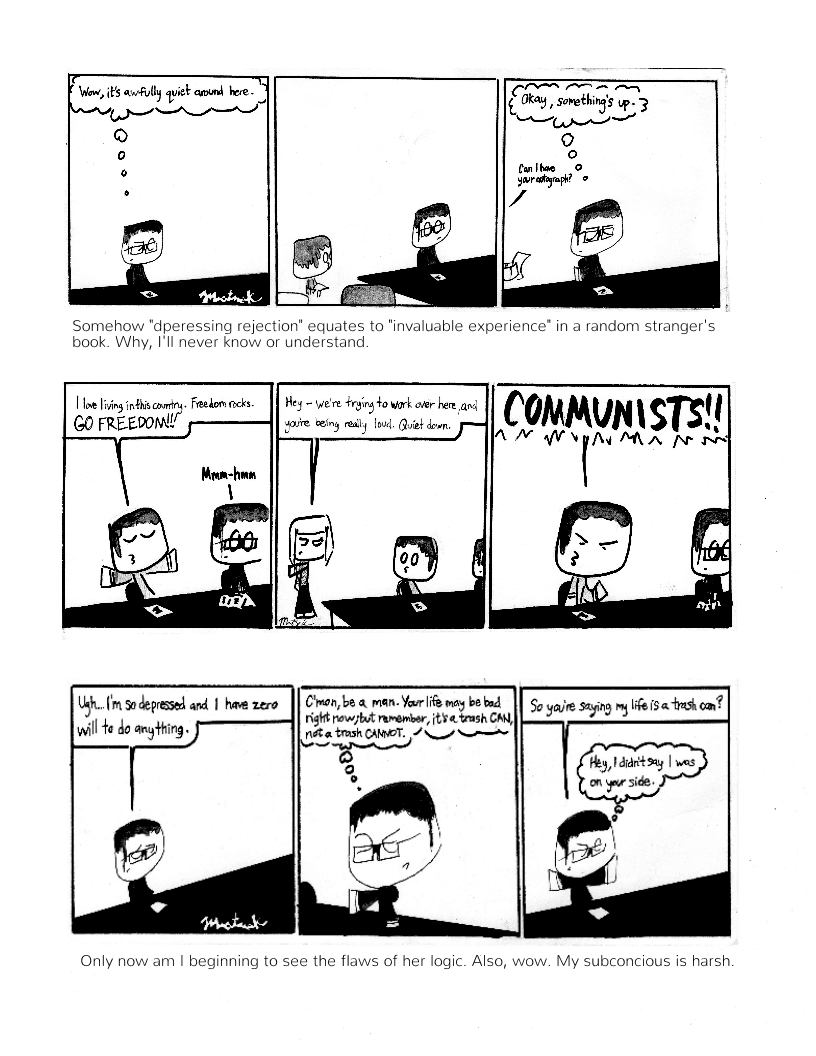 Wow, it's awfully quiet around here.
Okay, something's up.
Can I have
your autograph?
Somehow "dperessing rejection" equates to "invaluable experience" in a random stranger's
book. Why, I'll never know or understand.
I love living in this country. Freedom rocks.
GO FREEDOM!!
Mmm-hmm
Hey - we're trying to work over here, and
you're being really loud. Quiet down.
COMMUNISTS!!
Ugh... I'm so depressed and I have zero
will to do anything.
C'mon, be a man. Your life may be bad
right now, but remember, it's a trash CAN,
not a trash CANNOT.
So you're saying my life is a trash can?
Hey, I didn't say I was
on your side.
Only now am I beginning to see the flaws of her logic. Also, wow. My subconcious is harsh.